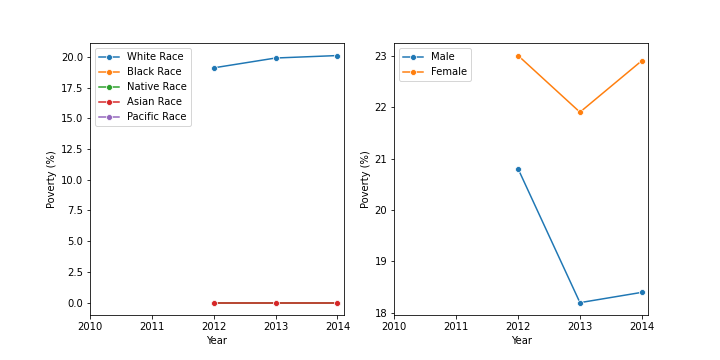 White Race
Black Race
Native Race
Asian Race
Pacific Race
20.0
17.5
15.0
12.5
10.0
7.5
5.0
2.5
0.0
Poverty (%)
2010 2011 2012 2013 2014
Year
Male
Female
23
22
21
20
19
18
Poverty (%)
2010 2011 2012 2013 2014
Year